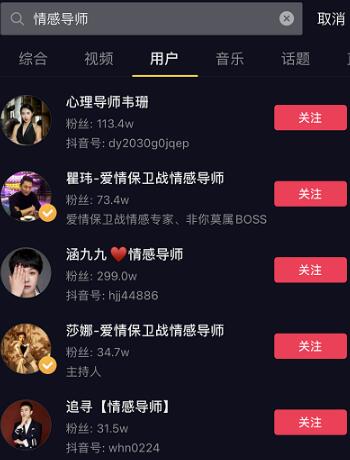 情感导师
取消
综合 视频 用户 音乐 话题
心理导师韦珊
粉丝: 113.4w
抖音号: dy2030g0jqep
关注
瞿玮-爱情保卫战情感导师
粉丝: 73.4w
爱情保卫战情感专家、非你莫属BOSS
关注
涵九九❤️情感导师
粉丝: 299.0w
抖音号: hjj44886
关注
莎娜-爱情保卫战情感导师
粉丝: 34.7w
主持人
关注
追寻【情感导师】
粉丝: 31.5w
抖音号: whn0224
关注